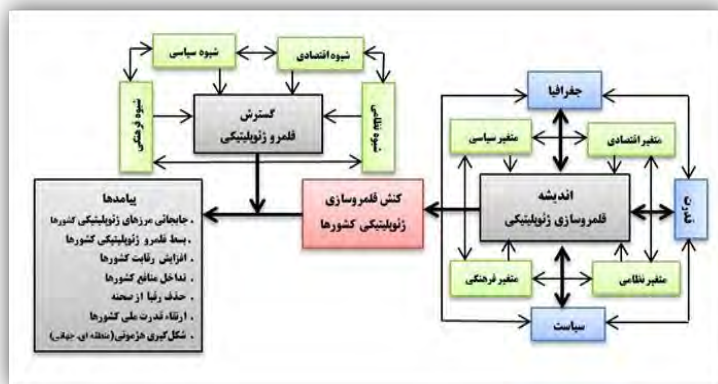 جغرافیا
متغیر اقتصادی
متغیر سیاسی
قدرت
اندیشه
قلمروسازی ژئوپلیتیکی
متغیر نظامی
متغیر فرهنگی
سیاست
کنش قلمروسازی
ژئوپلیتیکی کشورها
شیوه اقتصادی
شیوه سیاسی
شیوه نظامی
گسترش
قلمرو ژئوپلیتیکی
شیوه فرهنگی
پیامدها
. جابجائی مرزهای ژئوپلیتیکی کشورها
. بسط قلمرو ژئوپلیتیکی کشورها
. افزایش رقابت کشورها
. تداخل منافع کشورها
. حذف رقبا از صحنه
. ارتقاء قدرت ملی کشورها
. شکل‌گیری هژمونی (منطقه ای، جهانی)